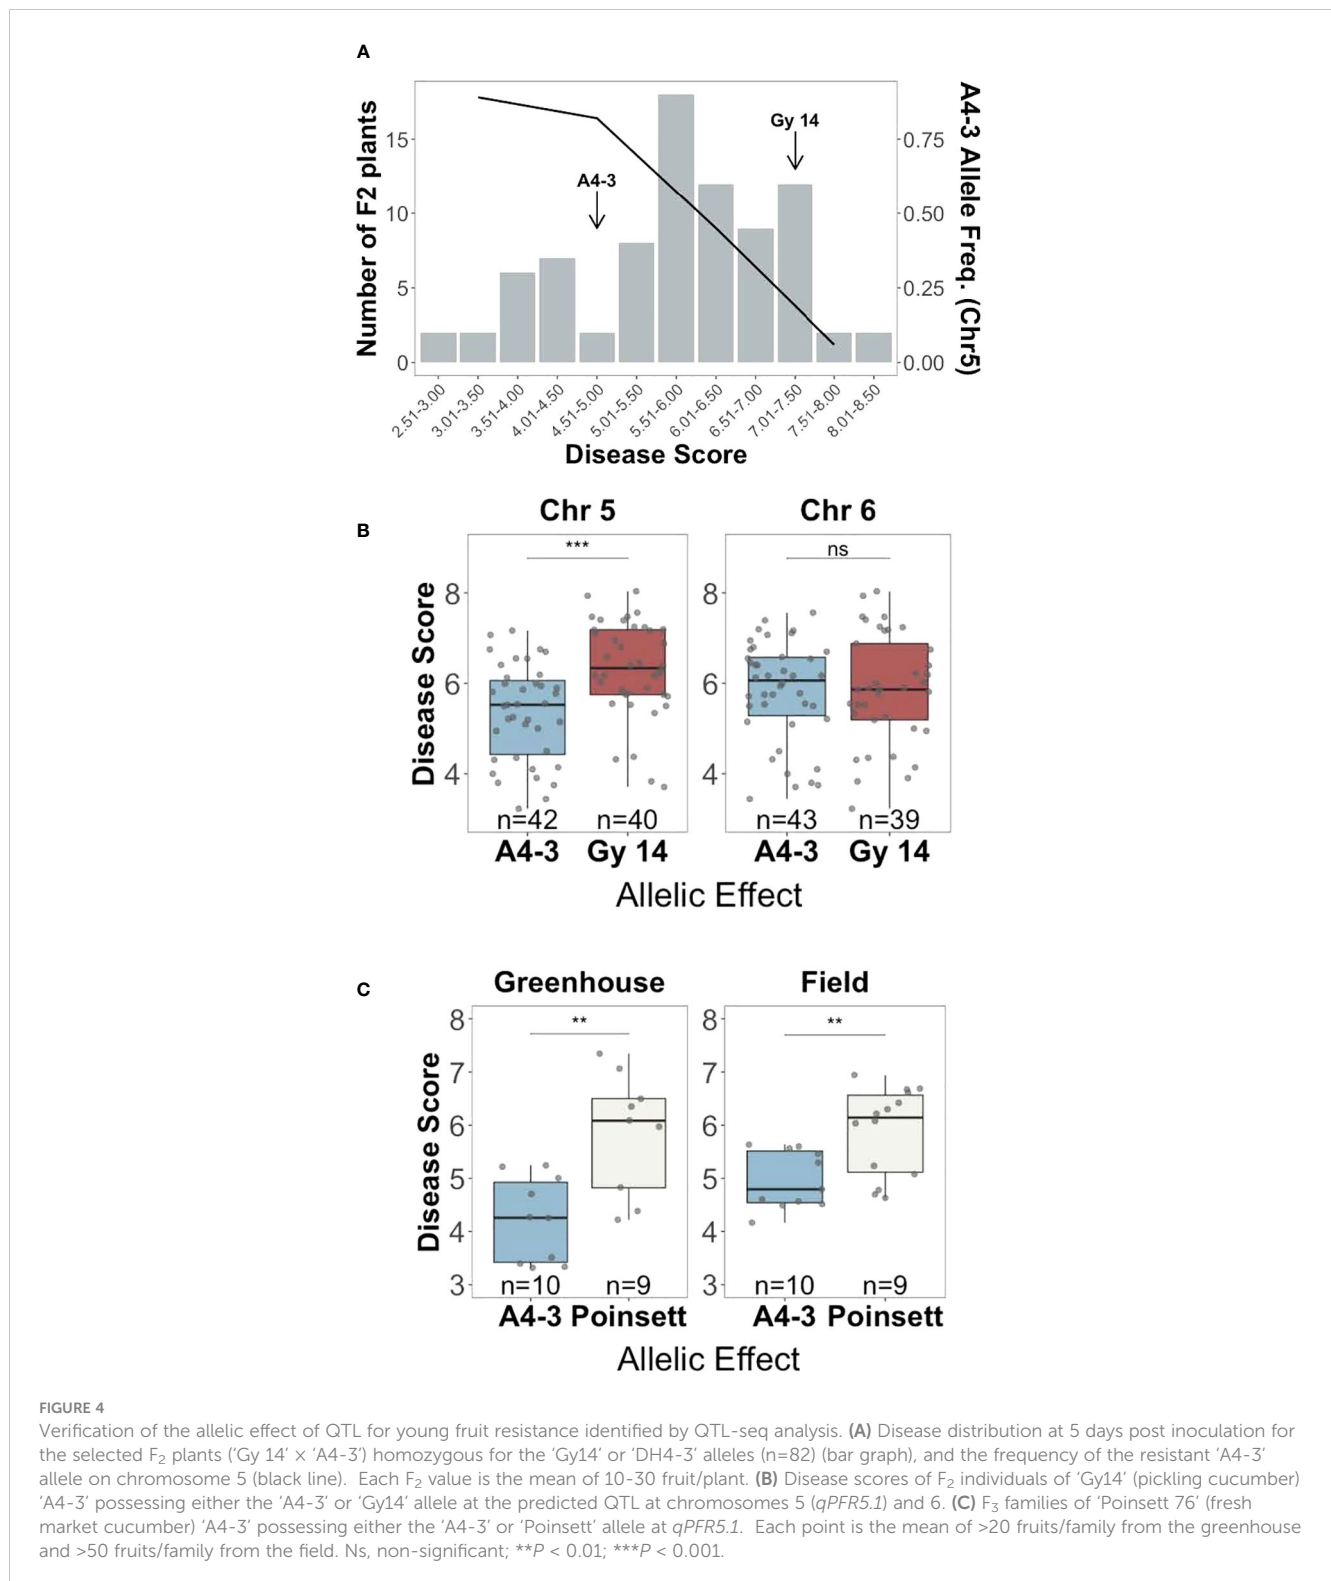 A
Number of F2 plants
A4-3 Allele Freq. (Chr5)
15
10
5
0
0.75
0.50
0.25
0.00
A4-3
Gy 14
2.51-3.00
3.01-3.50
3.51-4.00
4.01-4.50
4.51-5.00
5.01-5.50
5.51-6.00
6.01-6.50
6.51-7.00
7.01-7.50
7.51-8.00
8.01-8.50
Disease Score
B
Chr 5
Chr 6
Disease Score
8
6
4
***
n=42
n=40
A4-3
Gy 14
8
6
4
ns
n=43
n=39
A4-3
Gy 14
Allelic Effect
C
Greenhouse
Field
Disease Score
8
7
6
5
4
3
**
n=10
n=9
A4-3 Poinsett
8
7
6
5
4
3
**
n=10
n=9
A4-3 Poinsett
Allelic Effect
FIGURE 4
Verification of the allelic effect of QTL for young fruit resistance identified by QTL-seq analysis. (A) Disease distribution at 5 days post inoculation for
the selected F2 plants ('Gy 14' × 'A4-3') homozygous for the 'Gy14' or 'DH4-3' alleles (n=82) (bar graph), and the frequency of the resistant 'A4-3'
allele on chromosome 5 (black line). Each F2 value is the mean of 10-30 fruit/plant. (B) Disease scores of F2 individuals of 'Gy14' (pickling cucumber)
'A4-3' possessing either the 'A4-3' or 'Gy14' allele at the predicted QTL at chromosomes 5 (qPFR5.1) and 6. (C) F3 families of 'Poinsett 76' (fresh
market cucumber) 'A4-3' possessing either the 'A4-3' or 'Poinsett' allele at qPFR5.1. Each point is the mean of >20 fruits/family from the greenhouse
and >50 fruits/family from the field. Ns, non-significant; **P < 0.01; ***P < 0.001.